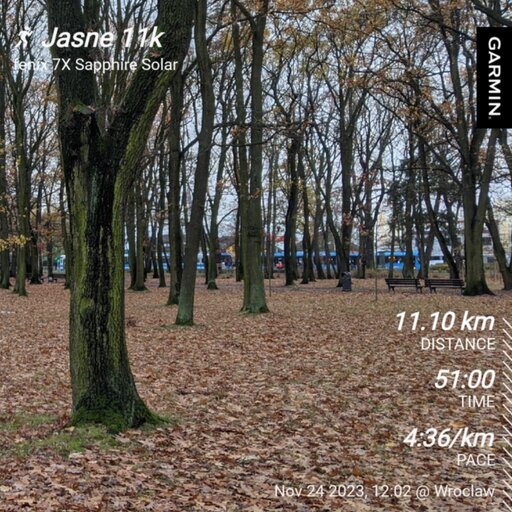 Jasne 11k
fenix 7X Sapphire Solar
GARMIN
11.10 km
DISTANCE
51:00
TIME
4:36/km
PACE
Nov 24 2023, 12:02 @ Wroclaw